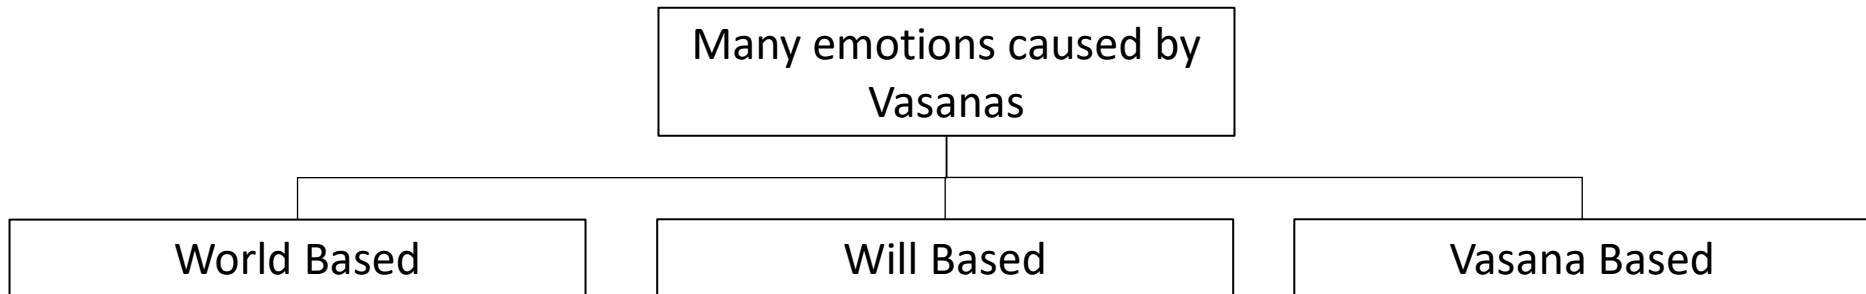 Many emotions caused by
Vasanas
World Based
Will Based
Vasana Based